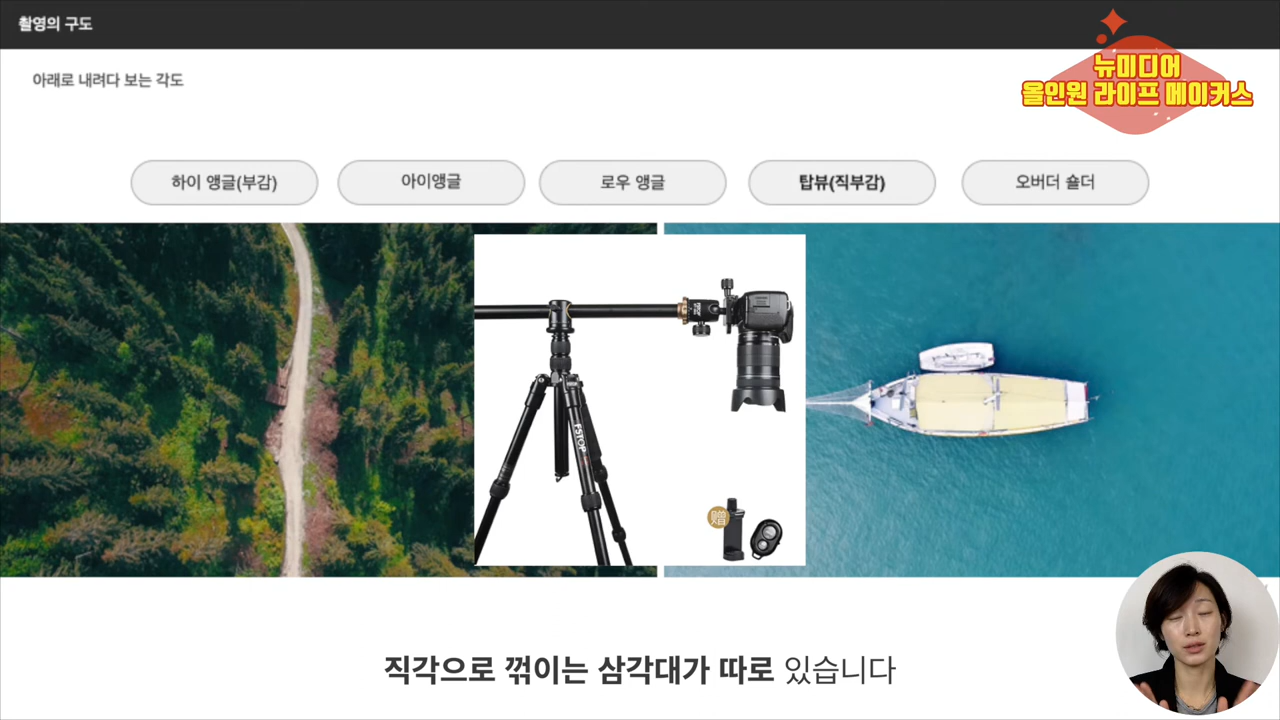 촬영의 구도
뉴미디어
올인원 라이프 메이커스
아래로 내려다 보는 각도
하이 앵글(부감)
아이앵글
로우 앵글
탑뷰(직부감)
오버더 숄더
FSTOP
赠
직각으로 꺾이는 삼각대가 따로 있습니다